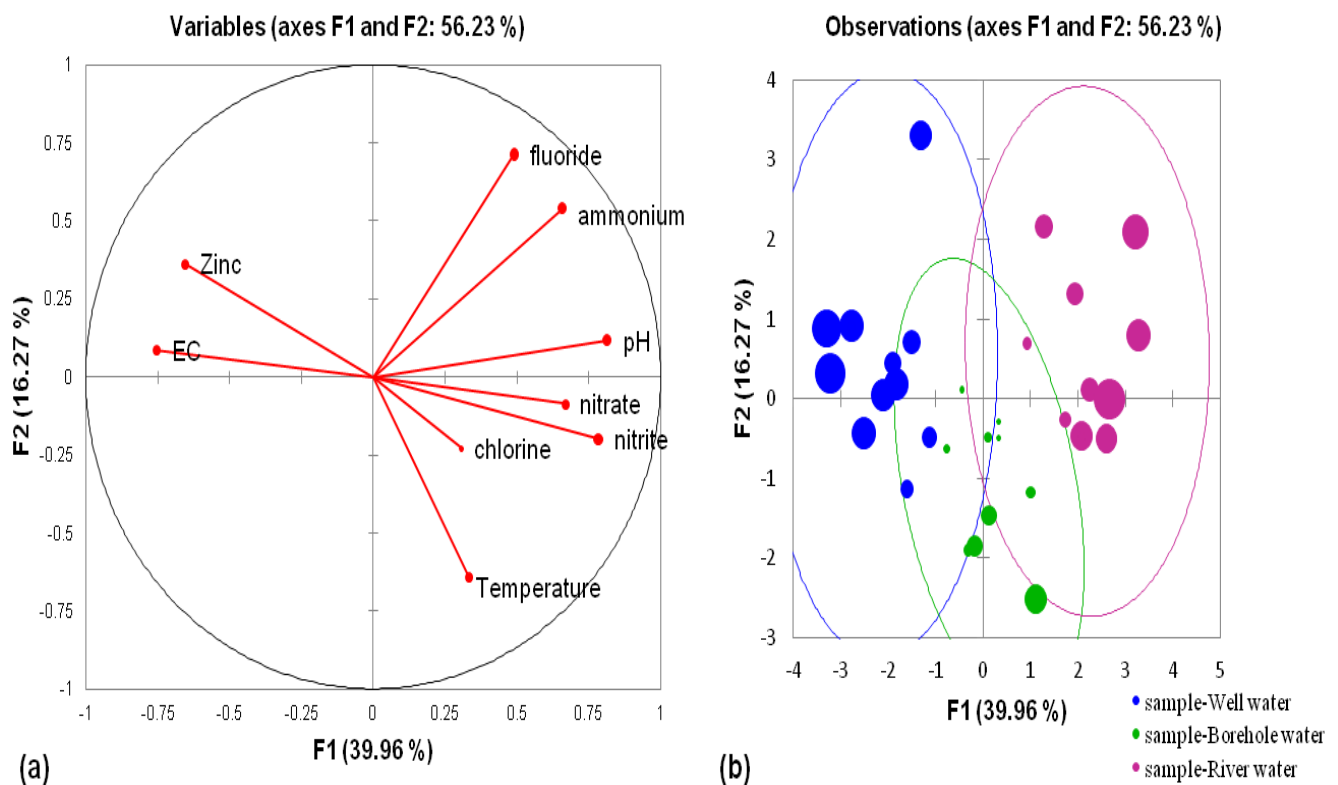 Variables (axes F1 and F2: 56.23 %)
1
0.75
0.5
0.25
0
-0.25
-0.5
-0.75
-1
-1
-0.75
-0.5
-0.25
0
0.25
0.5
0.75
1
F2 (16.27 %)
F1 (39.96 %)
fluoride
ammonium
Zinc
pH
EC
nitrate
nitrite
chlorine
Temperature
(a)
Observations (axes F1 and F2: 56.23 %)
4
3
2
1
0
-1
-2
-3
-4
-3
-2
-1
0
1
2
3
4
5
F2 (16.27 %)
F1 (39.96 %)
sample-Well water
sample-Borehole water
sample-River water
(b)